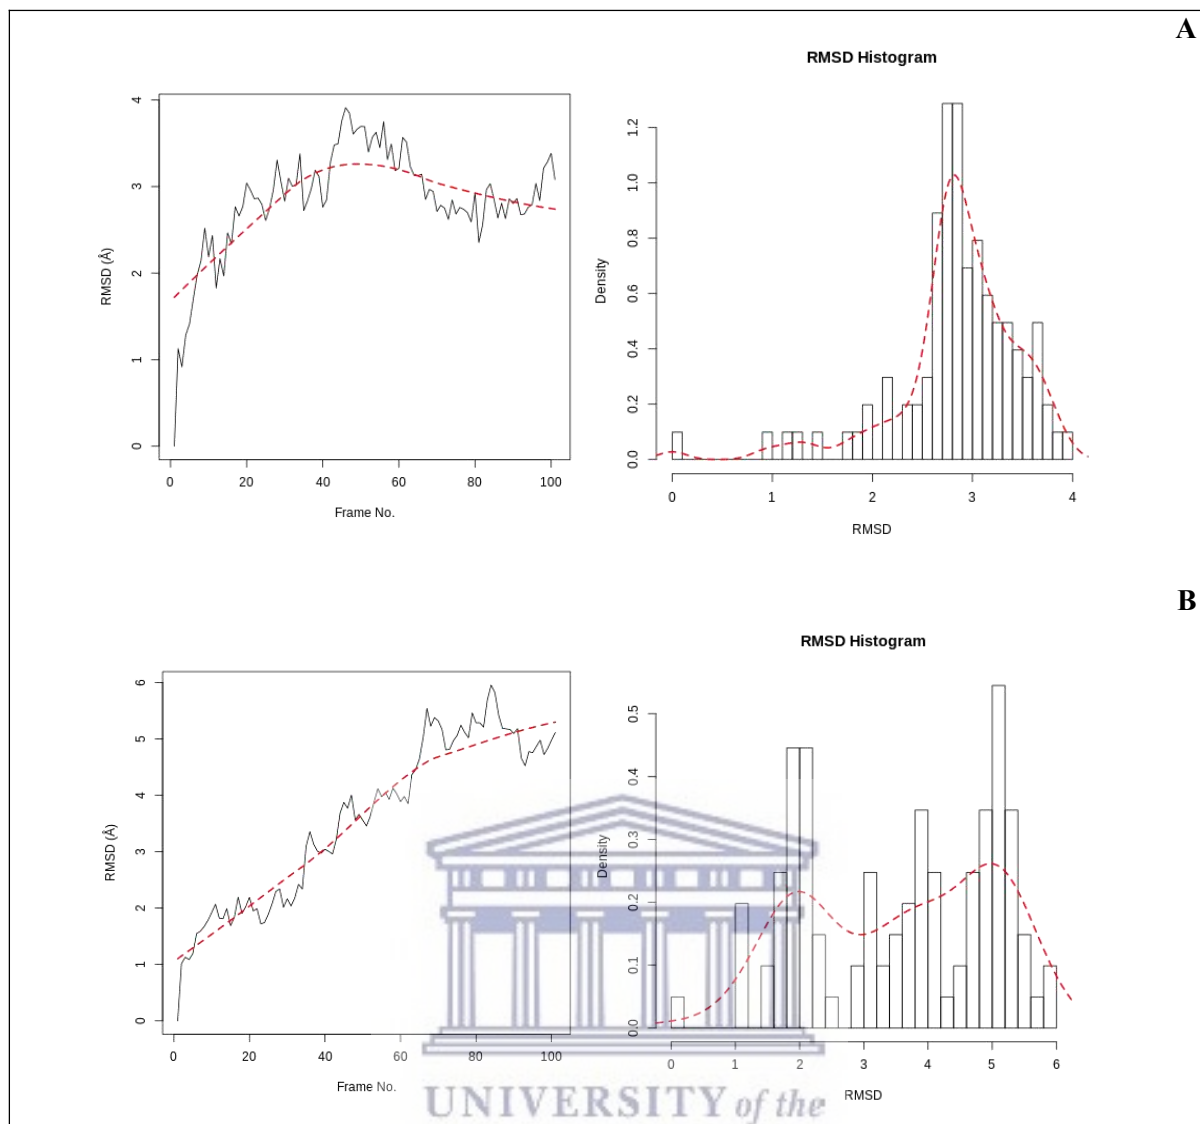 A
RMSD Histogram
RMSD (Å)
4
3
2
1
0
0 20 40 60 80 100
Frame No.
Density
1.2
1.0
0.8
0.6
0.4
0.2
0.0
0 1 2 3 4
RMSD
B
RMSD Histogram
RMSD (Å)
6
5
4
3
2
1
0
0 20 40 60 80 100
Frame No.
Density
0.5
0.4
0.3
0.2
0.1
0.0
0 1 2 3 4 5 6
RMSD
UNIVERSITY of the